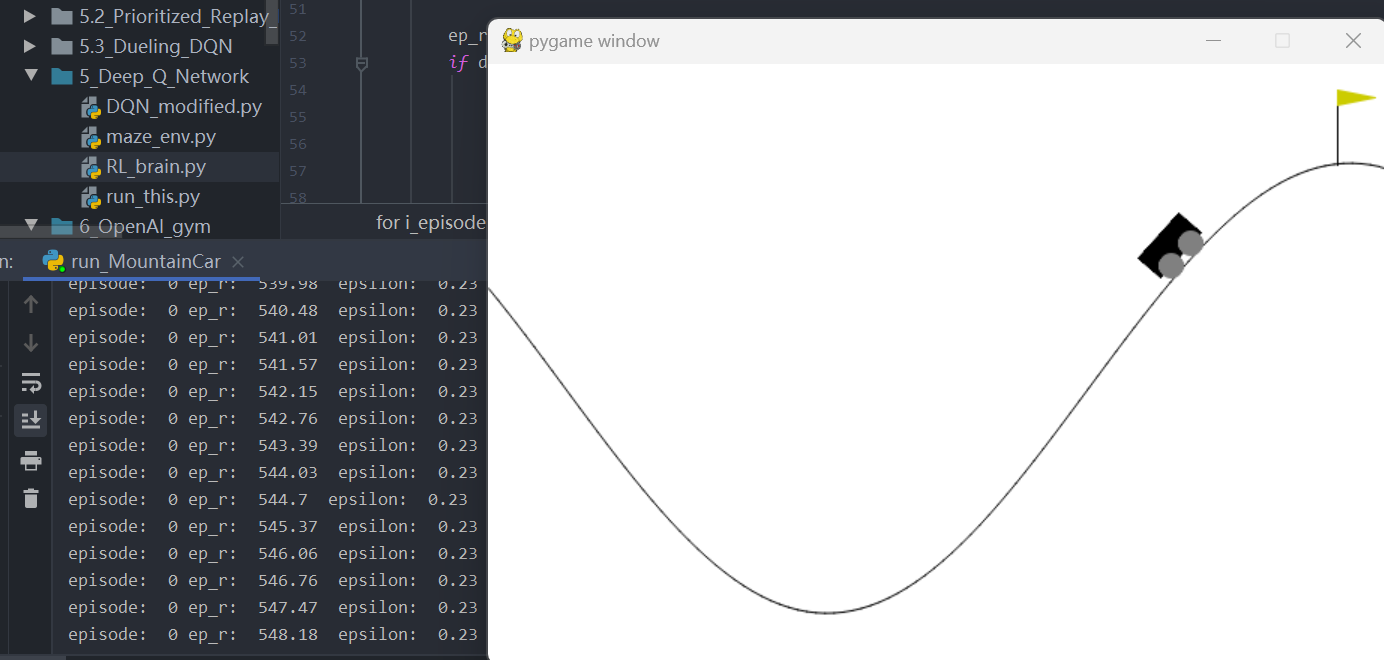 5.2_Prioritized_Replay_
5.3_Dueling_DQN
5_Deep_Q_Network
DQN_modified.py
maze_env.py
RL_brain.py
run_this.py
6_OpenAI_gym
51
52 ep_r
53 if d
54
55
56
57
58
for i_episode
pygame window
n: run_MountainCar
episode: 0 ep_r: 539.98 epsilon: 0.23
episode: 0 ep_r: 540.48 epsilon: 0.23
episode: 0 ep_r: 541.01 epsilon: 0.23
episode: 0 ep_r: 541.57 epsilon: 0.23
episode: 0 ep_r: 542.15 epsilon: 0.23
episode: 0 ep_r: 542.76 epsilon: 0.23
episode: 0 ep_r: 543.39 epsilon: 0.23
episode: 0 ep_r: 544.03 epsilon: 0.23
episode: 0 ep_r: 544.7 epsilon: 0.23
episode: 0 ep_r: 545.37 epsilon: 0.23
episode: 0 ep_r: 546.06 epsilon: 0.23
episode: 0 ep_r: 546.76 epsilon: 0.23
episode: 0 ep_r: 547.47 epsilon: 0.23
episode: 0 ep_r: 548.18 epsilon: 0.23